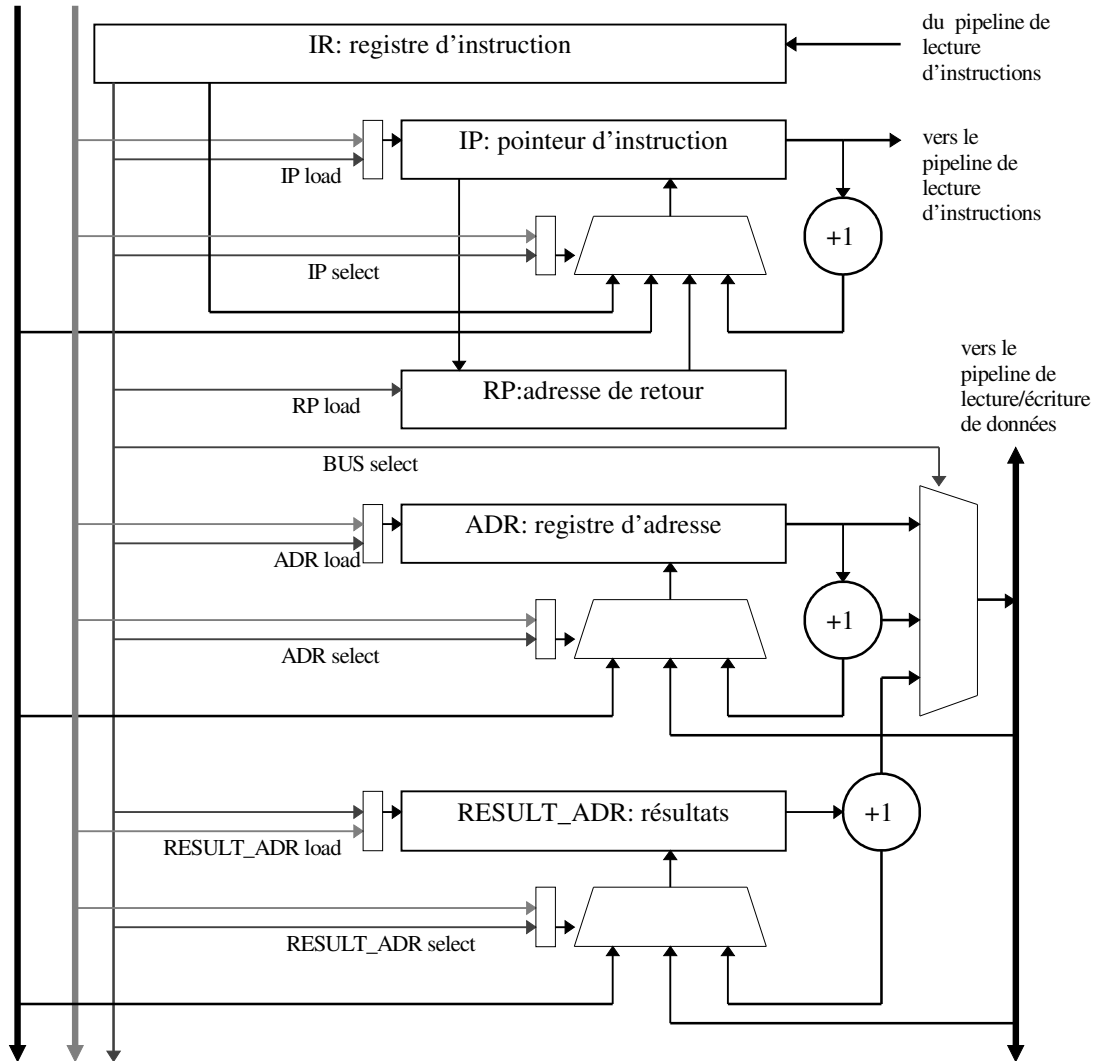 IR: registre d'instruction
du pipeline de
lecture
d'instructions
IP: pointeur d'instruction
vers le
pipeline de
lecture
d'instructions
IP load
+1
IP select
RP:adresse de retour
RP load
vers le
pipeline de
lecture/écriture
de données
BUS select
ADR: registre d'adresse
ADR load
+1
ADR select
RESULT_ADR: résultats
+1
RESULT_ADR load
RESULT_ADR select